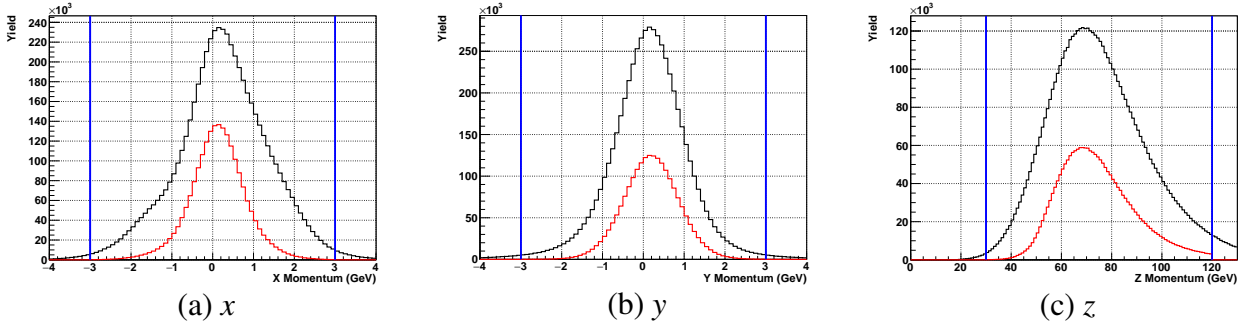 ×10³
Yield
240
220
200
180
160
140
120
100
80
60
40
20
0
−4 −3 −2 −1 0 1 2 3 4
X Momentum (GeV)
(a) x
×10³
Yield
250
200
150
100
50
0
−4 −3 −2 −1 0 1 2 3 4
Y Momentum (GeV)
(b) y
×10³
Yield
120
100
80
60
40
20
0
0 20 40 60 80 100 120
Z Momentum (GeV)
(c) z